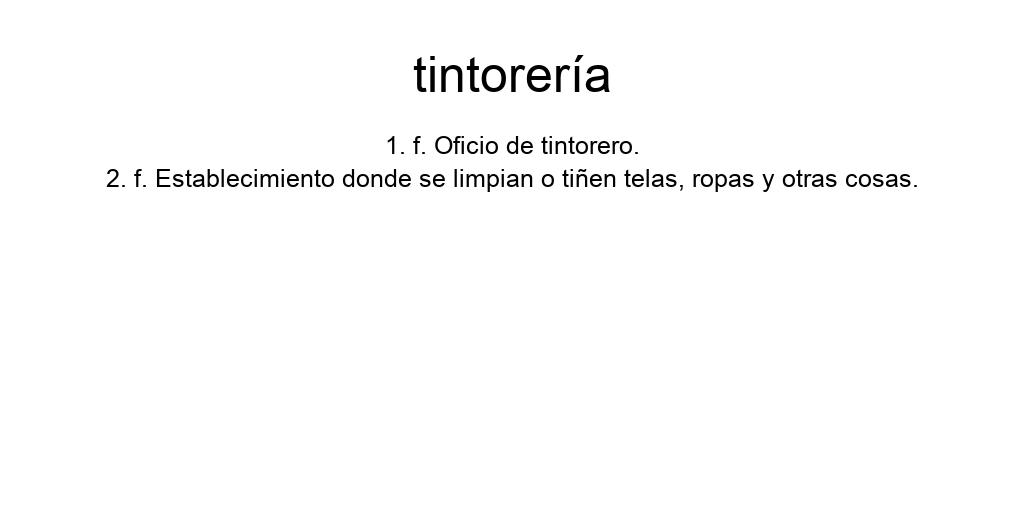 tintorería
1. f. Oficio de tintorero.
2. f. Establecimiento donde se limpian o tiñen telas, ropas y otras cosas.